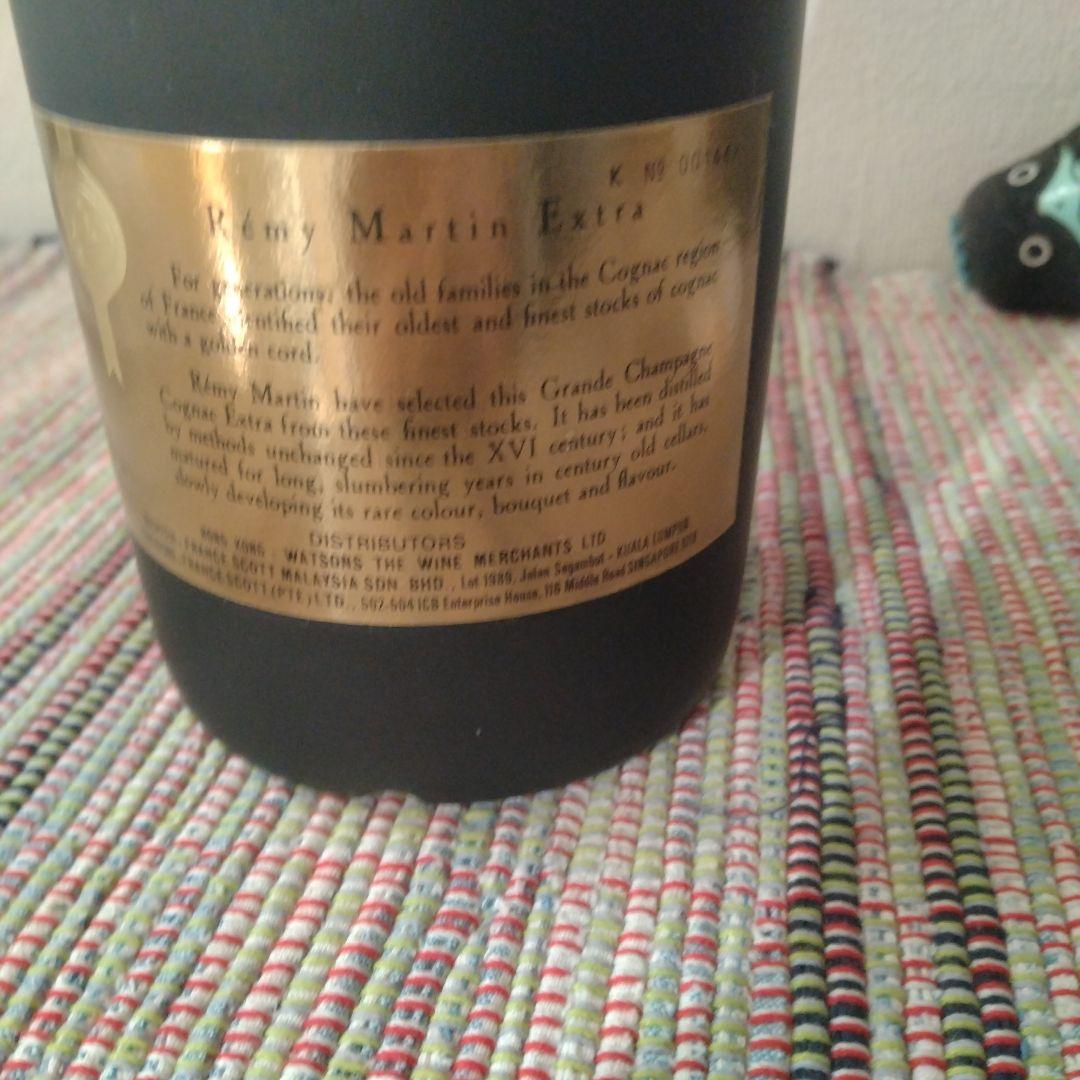 K Nº
Rémy Martin Extra
For generations, the old families in the Cognac region
of France identified their oldest and finest stocks of cognac
with a golden cord.
Rémy Martin have selected this Grande Champagne
Cognac Extra from these finest stocks. It has been distilled
by methods unchanged since the XVI century; and it has
matured for long, slumbering years in century old cellars,
slowly developing its rare colour, bouquet and flavour.
DISTRIBUTORS
HONG KONG : WATSONS THE WINE MERCHANTS LTD
FRANCE SCOTT MALAYSIA SDN BHD., Lot 1989, Jalan Segambut - KUALA LUMPUR
FRANCE SCOTT (PTE) LTD., 502-504 ICB Enterprise House, 116 Middle Road SINGAPORE